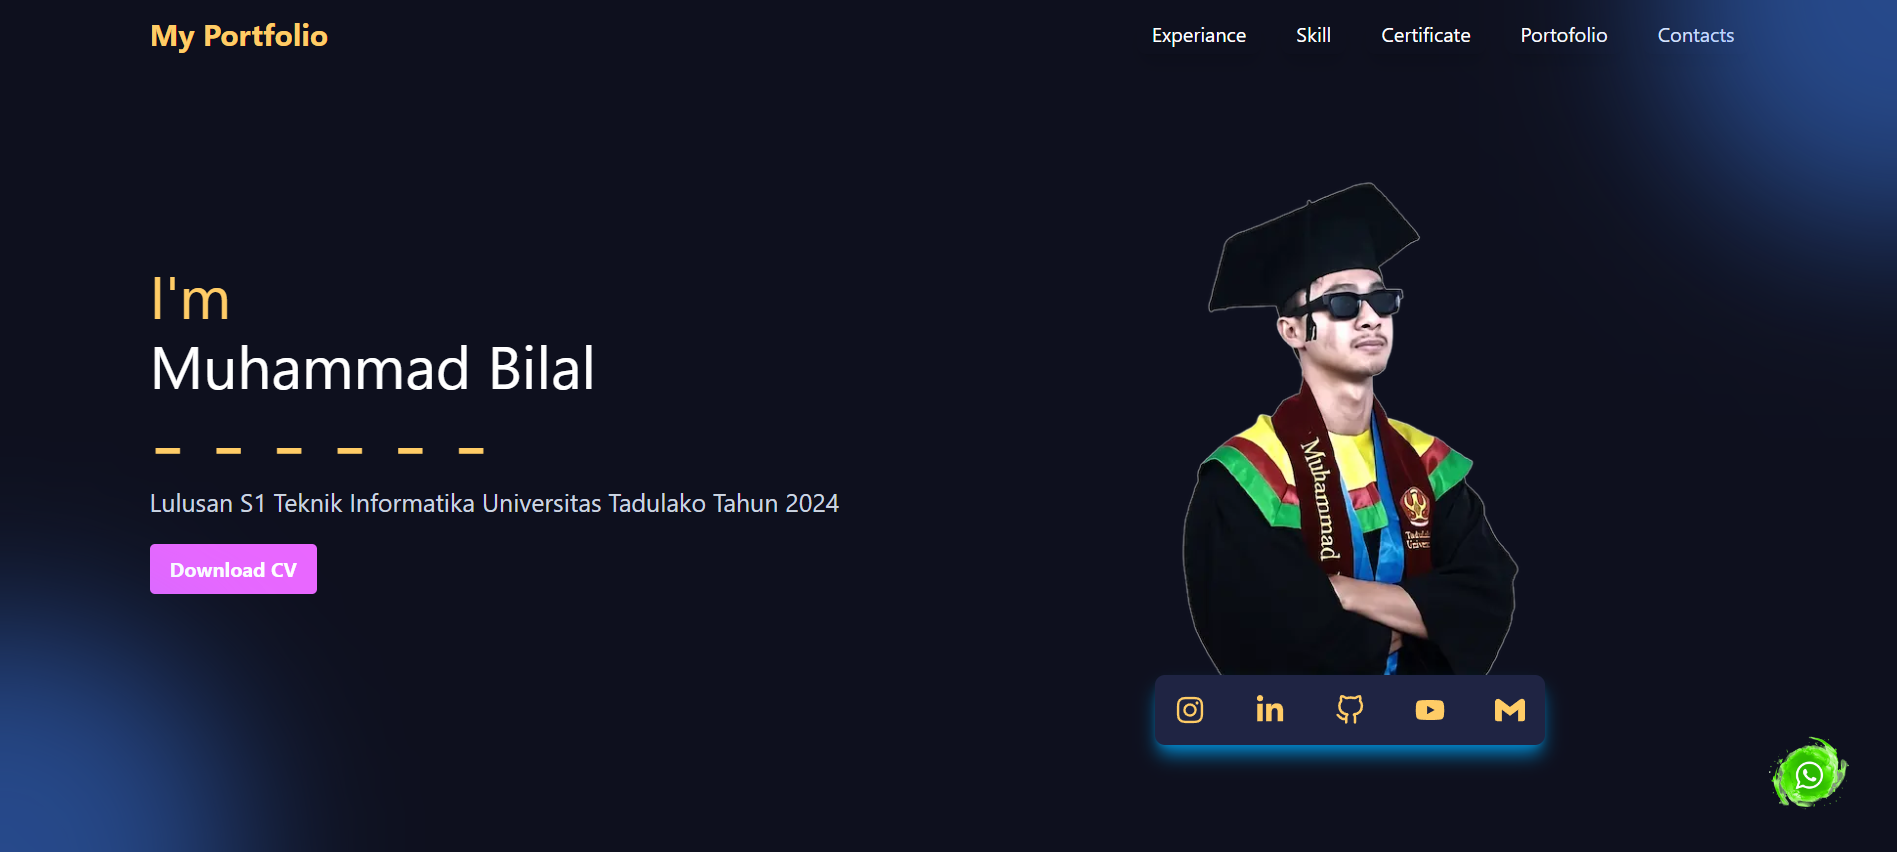 My Portfolio
Experiance
Skill
Certificate
Portofolio
Contacts
I'm
Muhammad Bilal
Lulusan S1 Teknik Informatika Universitas Tadulako Tahun 2024
Download CV
Muhammad